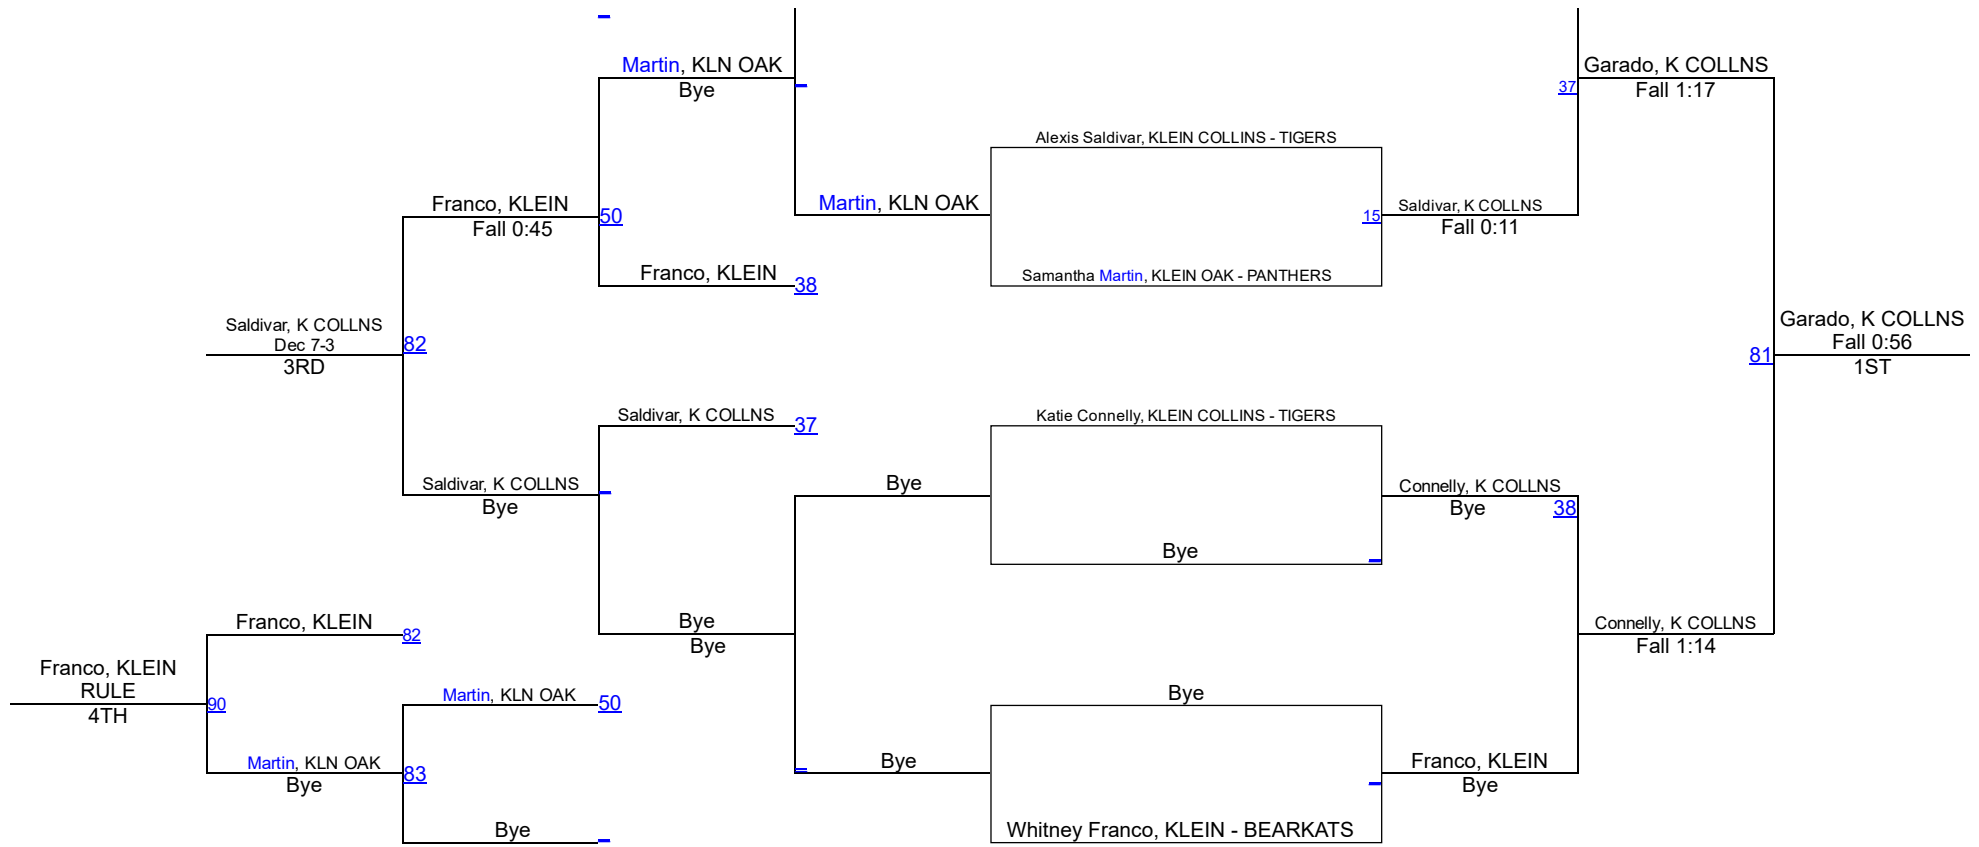 Martin, KLN OAK
Bye
Garado, K COLLNS
37
Fall 1:17
Alexis Saldivar, KLEIN COLLINS - TIGERS
Franco, KLEIN
50
Fall 0:45
Martin, KLN OAK
15
Saldivar, K COLLNS
Fall 0:11
Franco, KLEIN
38
Samantha Martin, KLEIN OAK - PANTHERS
Saldivar, K COLLNS
Dec 7-3
82
3RD
Garado, K COLLNS
Fall 0:56
81
1ST
Saldivar, K COLLNS
37
Katie Connelly, KLEIN COLLINS - TIGERS
Saldivar, K COLLNS
Bye
Bye
Connelly, K COLLNS
Bye
38
Bye
Franco, KLEIN
82
Bye
Bye
Connelly, K COLLNS
Fall 1:14
Franco, KLEIN
RULE
90
4TH
Martin, KLN OAK
50
Bye
Martin, KLN OAK
Bye
83
Bye
Franco, KLEIN
Bye
Bye
Whitney Franco, KLEIN - BEARKATS